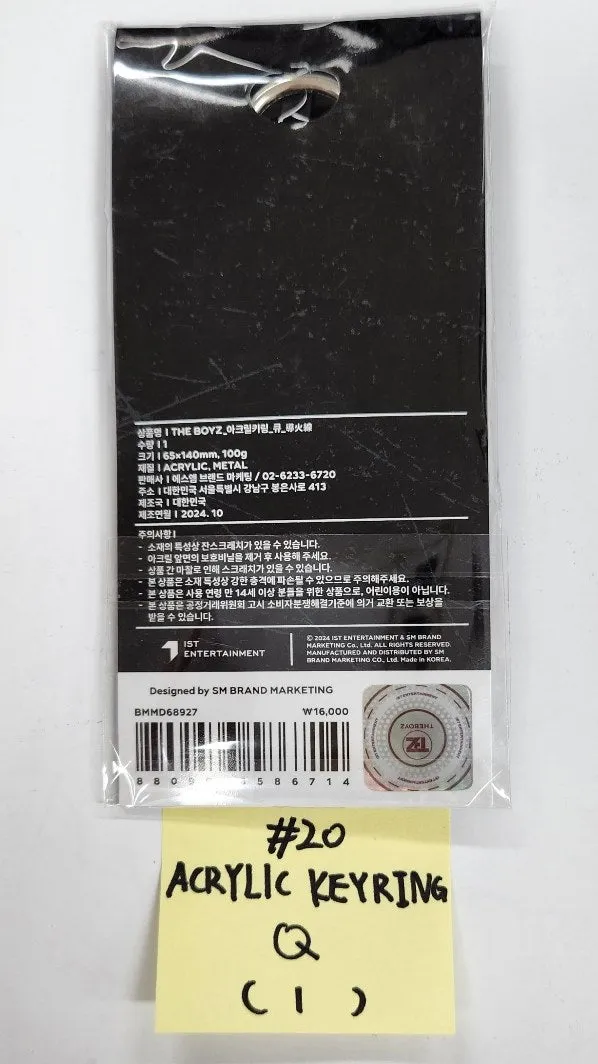 상품명 | THE BOYZ_아크릴키링_큐_導火線
수량 | 1
크기 | 65x140mm, 100g
재질 | ACRYLIC, METAL
판매사 | 에스엠 브랜드 마케팅 / 02-6233-6720
주소 | 대한민국 서울특별시 강남구 봉은사로 413
제조국 | 대한민국
제조연월 | 2024. 10
주의사항 |
- 소재의 특성상 잔스크래치가 있을 수 있습니다.
- 아크릴 앞면의 보호비닐을 제거 후 사용해 주세요.
- 상품 간 마찰로 인해 스크래치가 있을 수 있습니다.
- 본 상품은 소재 특성상 강한 충격에 파손될 수 있으므로 주의해주세요.
- 본 상품은 사용 연령 만 14세 이상 분들을 위한 상품으로, 어린이용이 아닙니다.
- 본 상품은 공정거래위원회 고시 소비자분쟁해결기준에 의거 교환 또는 보상을
받을 수 있습니다.
IST
ENTERTAINMENT
© 2024 IST ENTERTAINMENT & SM BRAND
MARKETING Co., Ltd. ALL RIGHTS RESERVED.
MANUFACTURED AND DISTRIBUTED BY SM
BRAND MARKETING CO., Ltd. Made in KOREA.
Designed by SM BRAND MARKETING
BMMD68927 ₩16,000
THEBOYZ
#20
ACRYLIC KEYRING
Q
( 1 )